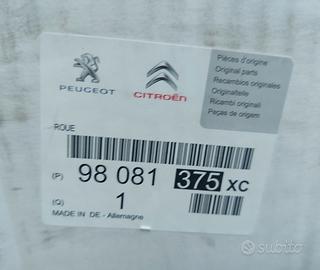 PEUGEOT
CITROËN
Pièces d'origine
Original parts
Recambios originales
Originalteile
Ricambi originali
Peças de origem
ROUE
(P) 98 081 375 XC
(Q) 1
MADE IN DE - Allemagne
subito